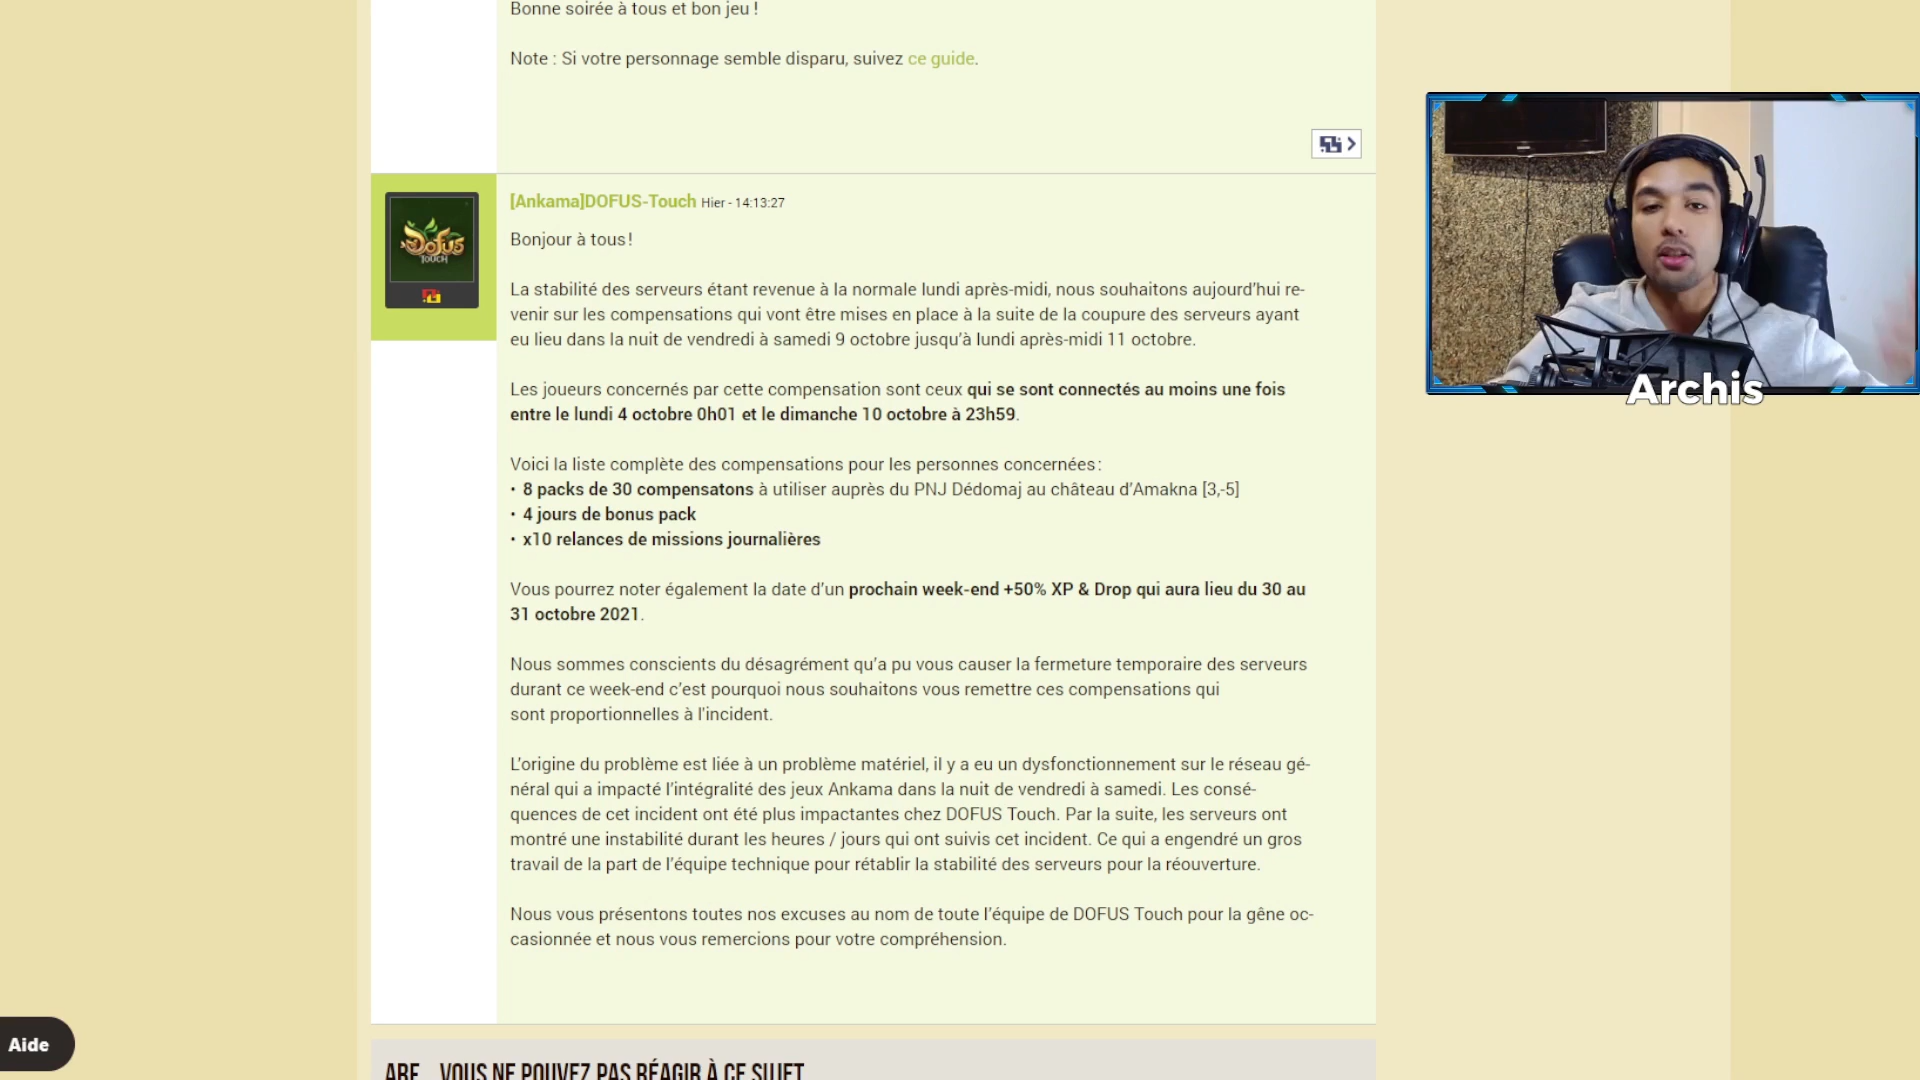 Bonne soirée à tous et bon jeu !
Note : Si votre personnage semble disparu, suivez ce guide.
[Ankama]DOFUS-Touch Hier - 14:13:27
Dofus
TOUCH
Bonjour à tous !
La stabilité des serveurs étant revenue à la normale lundi après-midi, nous souhaitons aujourd’hui re-
venir sur les compensations qui vont être mises en place à la suite de la coupure des serveurs ayant
eu lieu dans la nuit de vendredi à samedi 9 octobre jusqu’à lundi après-midi 11 octobre.
Les joueurs concernés par cette compensation sont ceux qui se sont connectés au moins une fois
entre le lundi 4 octobre 0h01 et le dimanche 10 octobre à 23h59.
Voici la liste complète des compensations pour les personnes concernées :
• 8 packs de 30 compensatons à utiliser auprès du PNJ Dédomaj au château d’Amakna [3,-5]
• 4 jours de bonus pack
• x10 relances de missions journalières
Vous pourrez noter également la date d’un prochain week-end +50% XP & Drop qui aura lieu du 30 au
31 octobre 2021.
Nous sommes conscients du désagrément qu’a pu vous causer la fermeture temporaire des serveurs
durant ce week-end c’est pourquoi nous souhaitons vous remettre ces compensations qui
sont proportionnelles à l'incident.
L’origine du problème est liée à un problème matériel, il y a eu un dysfonctionnement sur le réseau gé-
néral qui a impacté l’intégralité des jeux Ankama dans la nuit de vendredi à samedi. Les consé-
quences de cet incident ont été plus impactantes chez DOFUS Touch. Par la suite, les serveurs ont
montré une instabilité durant les heures / jours qui ont suivis cet incident. Ce qui a engendré un gros
travail de la part de l’équipe technique pour rétablir la stabilité des serveurs pour la réouverture.
Nous vous présentons toutes nos excuses au nom de toute l’équipe de DOFUS Touch pour la gêne oc-
casionnée et nous vous remercions pour votre compréhension.
Archis
Aide
ARF... VOUS NE POUVEZ PAS RÉAGIR À CE SUJET